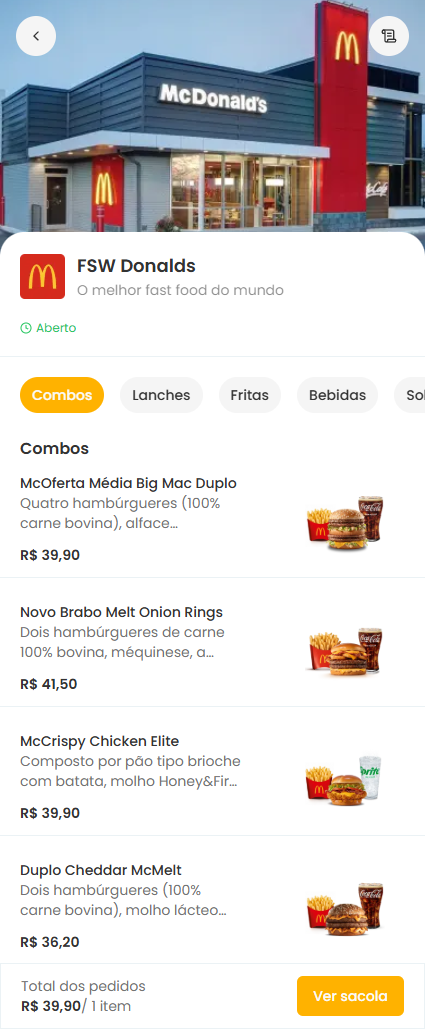 McDonald's
McCafé
FSW Donalds
O melhor fast food do mundo
Aberto
Combos
Lanches
Fritas
Bebidas
Combos
McOferta Média Big Mac Duplo
Quatro hambúrgueres (100%
carne bovina), alface...
R$ 39,90
Novo Brabo Melt Onion Rings
Dois hambúrgueres de carne
100% bovina, méquinese, a...
R$ 41,50
McCrispy Chicken Elite
Composto por pão tipo brioche
com batata, molho Honey&Fir...
R$ 39,90
Duplo Cheddar McMelt
Dois hambúrgueres (100%
carne bovina), molho lácteo...
R$ 36,20
Total dos pedidos
R$ 39,90/ 1 item
Ver sacola